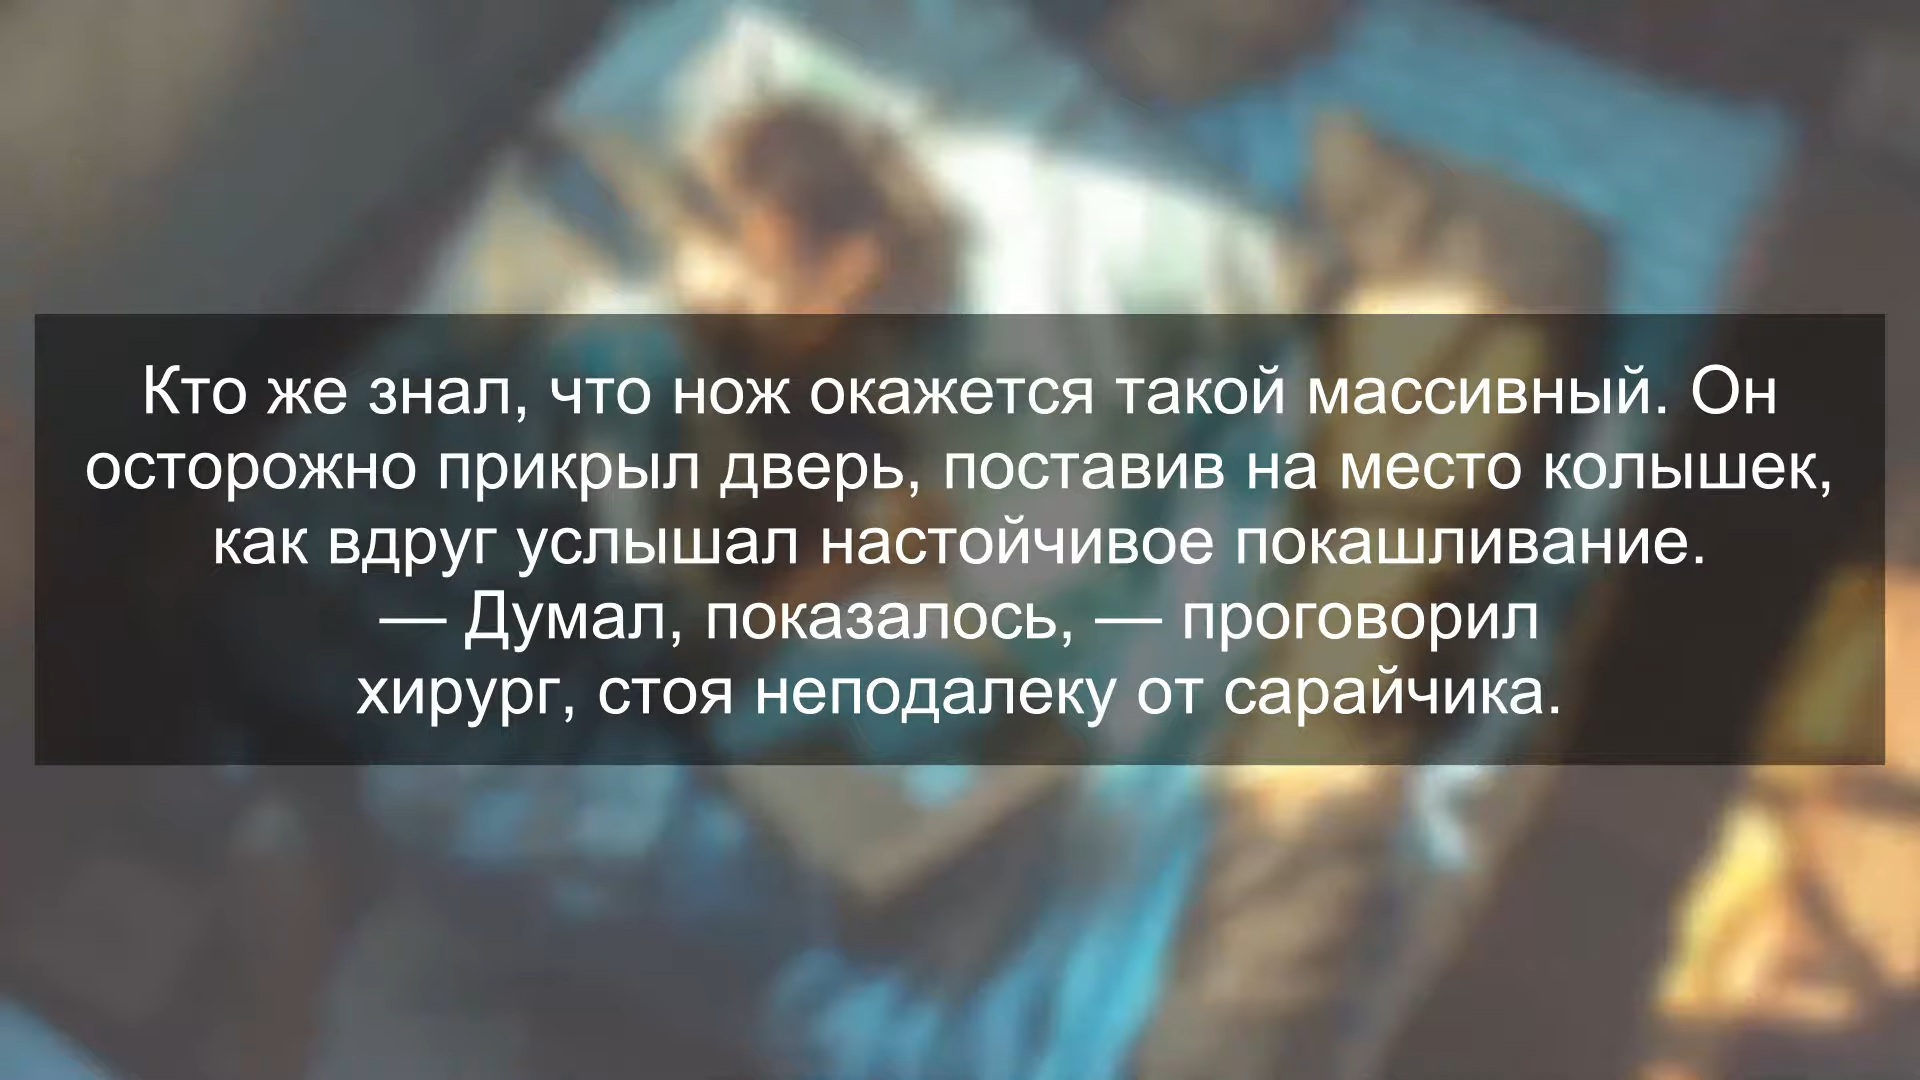 Кто же знал, что нож окажется такой массивный. Он
осторожно прикрыл дверь, поставив на место колышек,
как вдруг услышал настойчивое покашливание.
— Думал, показалось, — проговорил
хирург, стоя неподалеку от сарайчика.